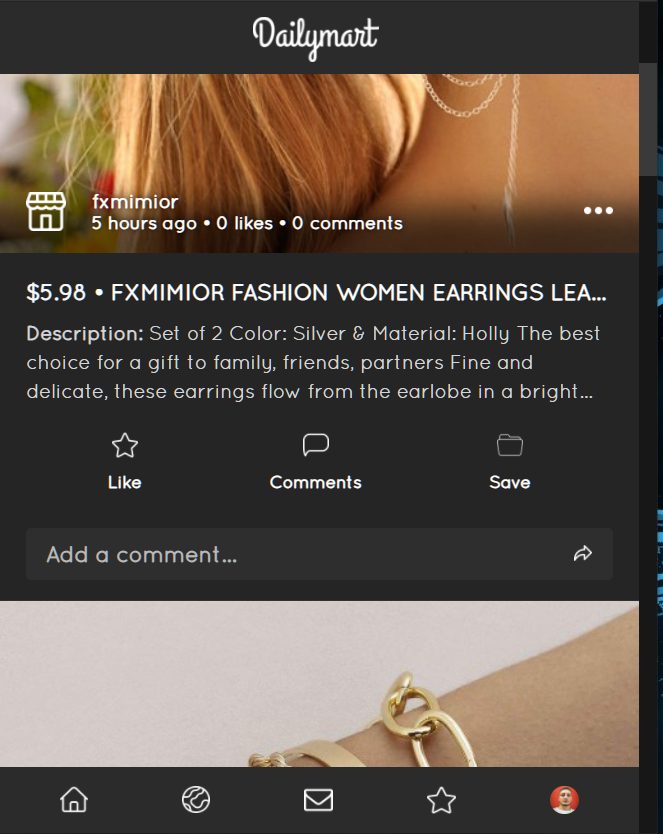 Dailymart
fxmimior
5 hours ago • 0 likes • 0 comments
$5.98 • FXMIMIOR FASHION WOMEN EARRINGS LEA...
Description: Set of 2 Color: Silver & Material: Holly The best
choice for a gift to family, friends, partners Fine and
delicate, these earrings flow from the earlobe in a bright...
Like
Comments
Save
Add a comment...